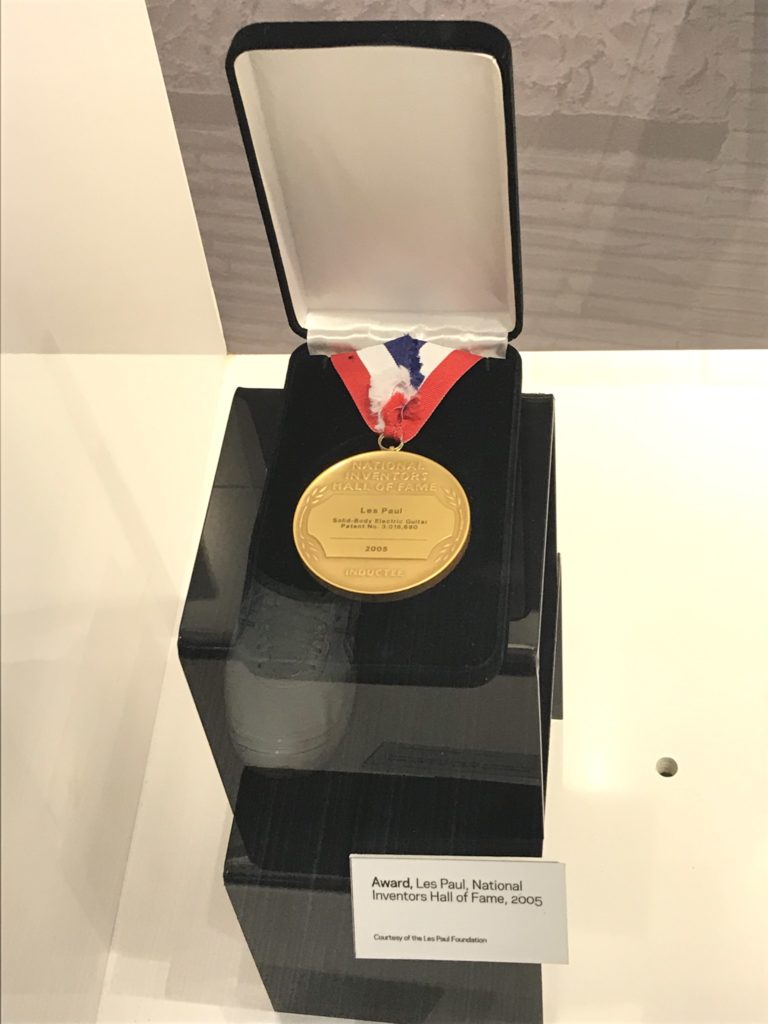 NATIONAL
INVENTORS
HALL OF FAME
Les Paul
Solid-Body Electric Guitar
Patent No. 3,018,680
2005
INDUCTEE
Award, Les Paul, National
Inventors Hall of Fame, 2005
Courtesy of the Les Paul Foundation